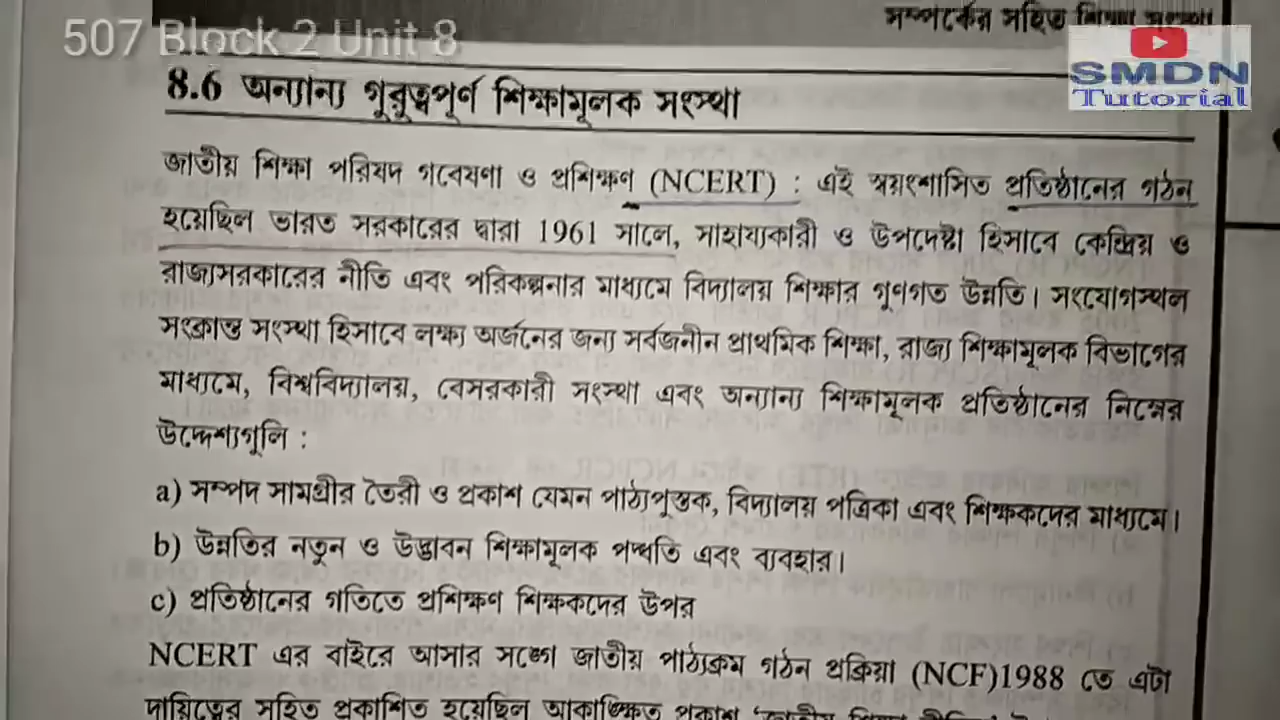 সম্পর্কের সহিত শিক্ষা সংস্থা
507 Block 2 Unit 8
SMDN
Tutorial
8.6 অন্যান্য গুরুত্বপূর্ণ শিক্ষামূলক সংস্থা
জাতীয় শিক্ষা পরিষদ গবেষণা ও প্রশিক্ষণ (NCERT) : এই স্বয়ংশাসিত প্রতিষ্ঠানের গঠন
হয়েছিল ভারত সরকারের দ্বারা 1961 সালে, সাহায্যকারী ও উপদেষ্টা হিসাবে কেন্দ্রিয় ও
রাজ্যসরকারের নীতি এবং পরিকল্পনার মাধ্যমে বিদ্যালয় শিক্ষার গুণগত উন্নতি। সংযোগস্থল
সংক্রান্ত সংস্থা হিসাবে লক্ষ্য অর্জনের জন্য সর্বজনীন প্রাথমিক শিক্ষা, রাজ্য শিক্ষামূলক বিভাগের
মাধ্যমে, বিশ্ববিদ্যালয়, বেসরকারী সংস্থা এবং অন্যান্য শিক্ষামূলক প্রতিষ্ঠানের নিম্নের
উদ্দেশ্যগুলি :
a) সম্পদ সামগ্রীর তৈরী ও প্রকাশ যেমন পাঠ্যপুস্তক, বিদ্যালয় পত্রিকা এবং শিক্ষকদের মাধ্যমে।
b) উন্নতির নতুন ও উদ্ভাবন শিক্ষামূলক পদ্ধতি এবং ব্যবহার।
c) প্রতিষ্ঠানের গতিতে প্রশিক্ষণ শিক্ষকদের উপর
NCERT এর বাইরে আসার সঙ্গে জাতীয় পাঠ্যক্রম গঠন প্রক্রিয়া (NCF)1988 তে এটা
দায়িত্বের সহিত প্রকাশিত হয়েছিল আকাঙ্ক্ষিত প্রকাশ